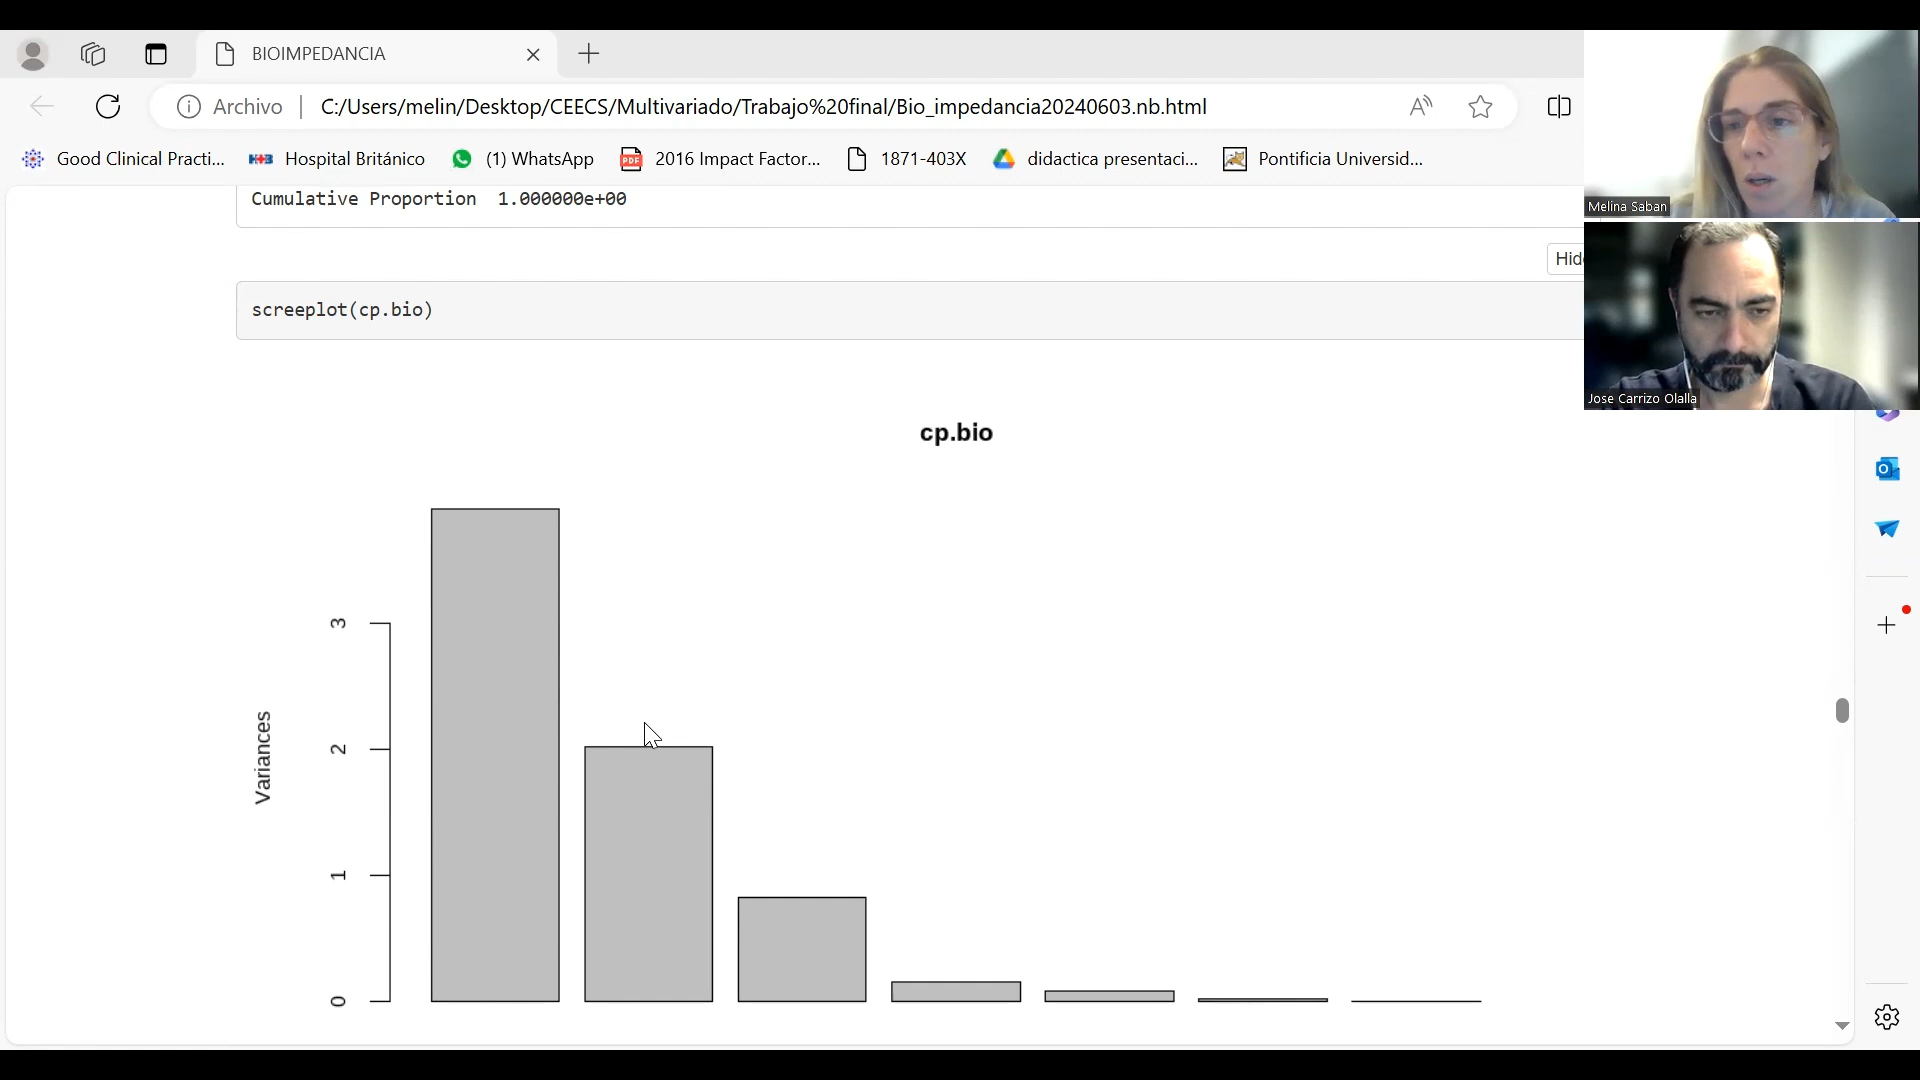 BIOIMPEDANCIA
Archivo | C:/Users/melin/Desktop/CEECS/Multivariado/Trabajo%20final/Bio_impedancia20240603.nb.html
Good Clinical Practi... Hospital Británico (1) WhatsApp 2016 Impact Factor... 1871-403X didactica presentaci... Pontificia Universid...
Melina Saban
Cumulative Proportion 1.000000e+00
Hid
screeplot(cp.bio)
Jose Carrizo Olalla
cp.bio
3
2
Variances
1
0